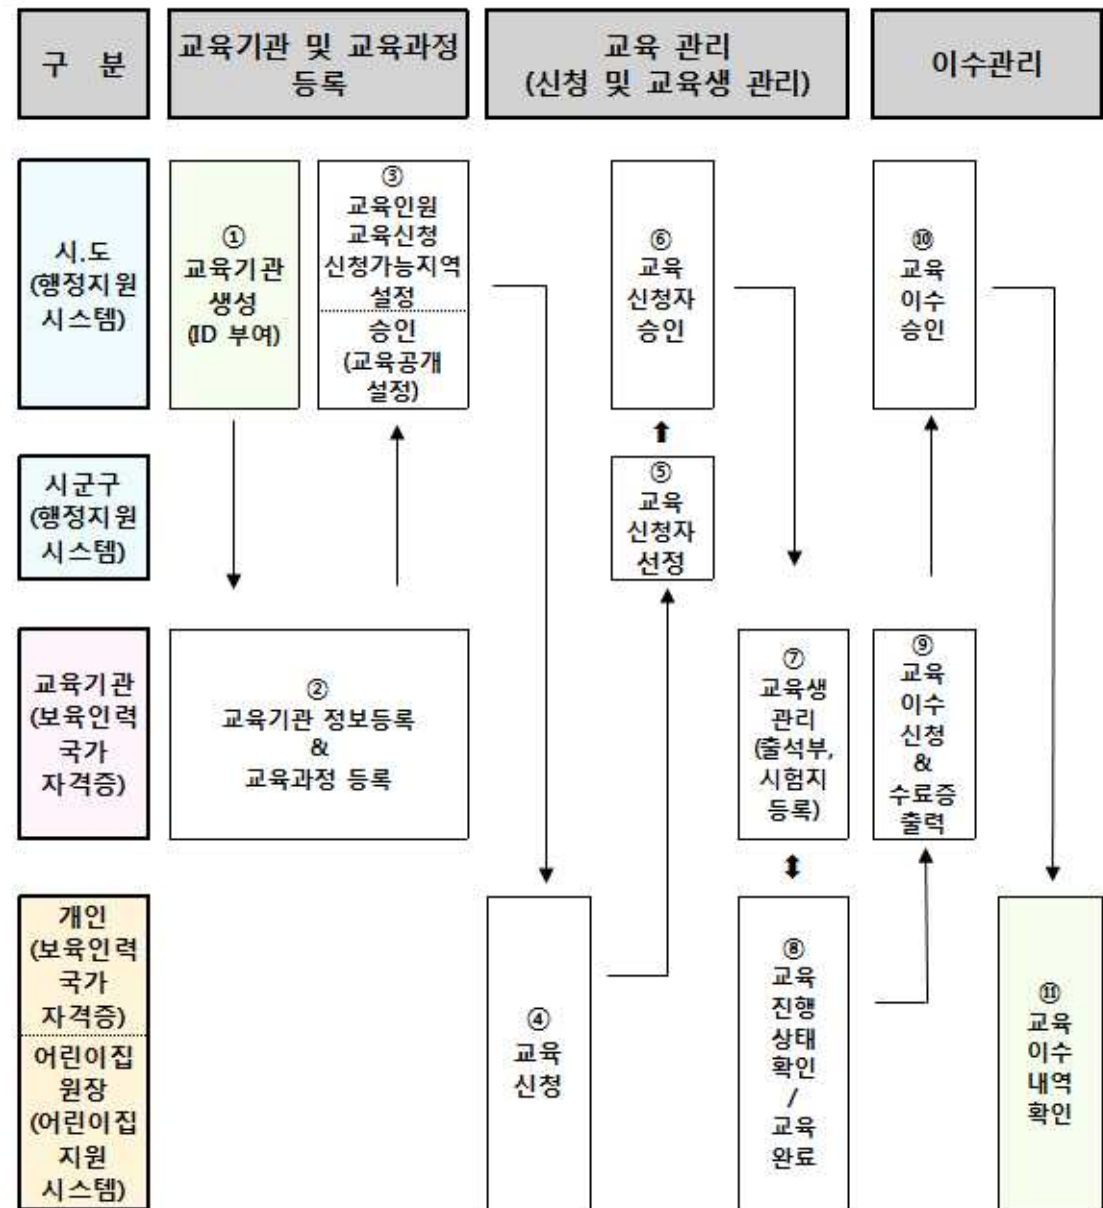 구 분
교육기관 및 교육과정
등록
교육 관리
(신청 및 교육생 관리)
이수관리
시.도
(행정지원
시스템)
①
교육기관
생성
(ID 부여)
③
교육인원
교육신청
신청가능지역
설정
승인
(교육공개
설정)
⑥
교육
신청자
승인
⑩
교육
이수
승인
시군구
(행정지원
시스템)
⑤
교육
신청자
선정
교육기관
(보육인력
국가
자격증)
②
교육기관 정보등록
&
교육과정 등록
⑦
교육생
관리
(출석부,
시험지
등록)
⑨
교육
이수
신청
&
수료증
출력
개인
(보육인력
국가
자격증)
어린이집
원장
(어린이집
지원
시스템)
④
교육
신청
⑧
교육
진행
상태
확인
/
교육
완료
⑪
교육
이수
내역
확인